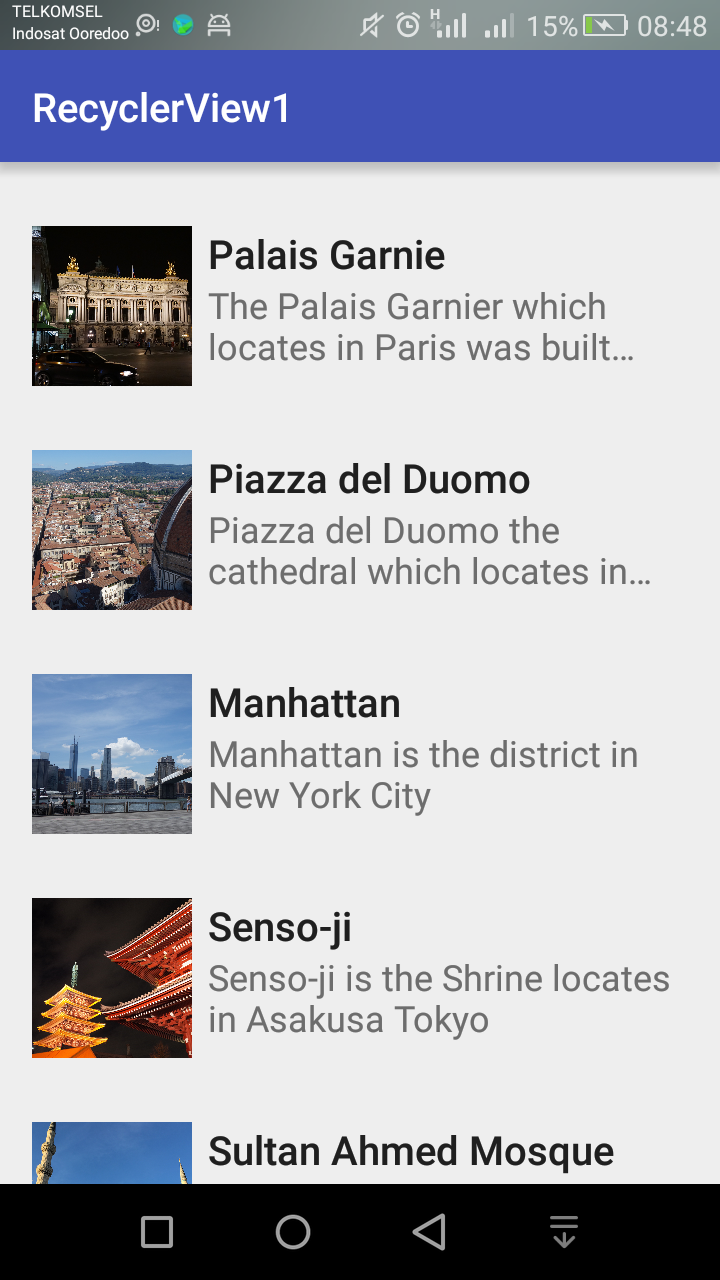 TELKOMSEL
Indosat Ooredoo
H
15%
08:48
RecyclerView1
Palais Garnie
The Palais Garnier which
locates in Paris was built…
Piazza del Duomo
Piazza del Duomo the
cathedral which locates in…
Manhattan
Manhattan is the district in
New York City
Senso-ji
Senso-ji is the Shrine locates
in Asakusa Tokyo
Sultan Ahmed Mosque